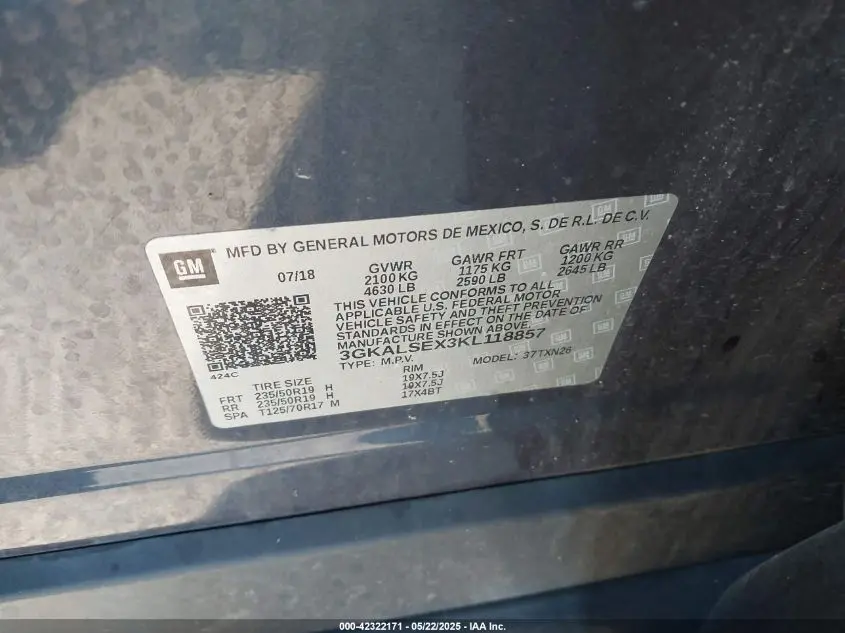 GM
MFD BY GENERAL MOTORS DE MEXICO, S. DE R.L. DE C.V.
07/18
GVWR
2100 KG
4630 LB
GAWR FRT
1175 KG
2590 LB
GAWR RR
1200 KG
2645 LB
THIS VEHICLE CONFORMS TO ALL
APPLICABLE U.S. FEDERAL MOTOR
VEHICLE SAFETY AND THEFT PREVENTION
STANDARDS IN EFFECT ON THE DATE OF
MANUFACTURE SHOWN ABOVE.
3GKALSEX3KL118857
TYPE: M.P.V. MODEL: 37TXN26
424C
TIRE SIZE RIM
FRT 235/50R19 H 19X7.5J
RR 235/50R19 H 19X7.5J
SPA T125/70R17 M 17X4BT
000-42322171 - 05/22/2025 - IAA Inc.